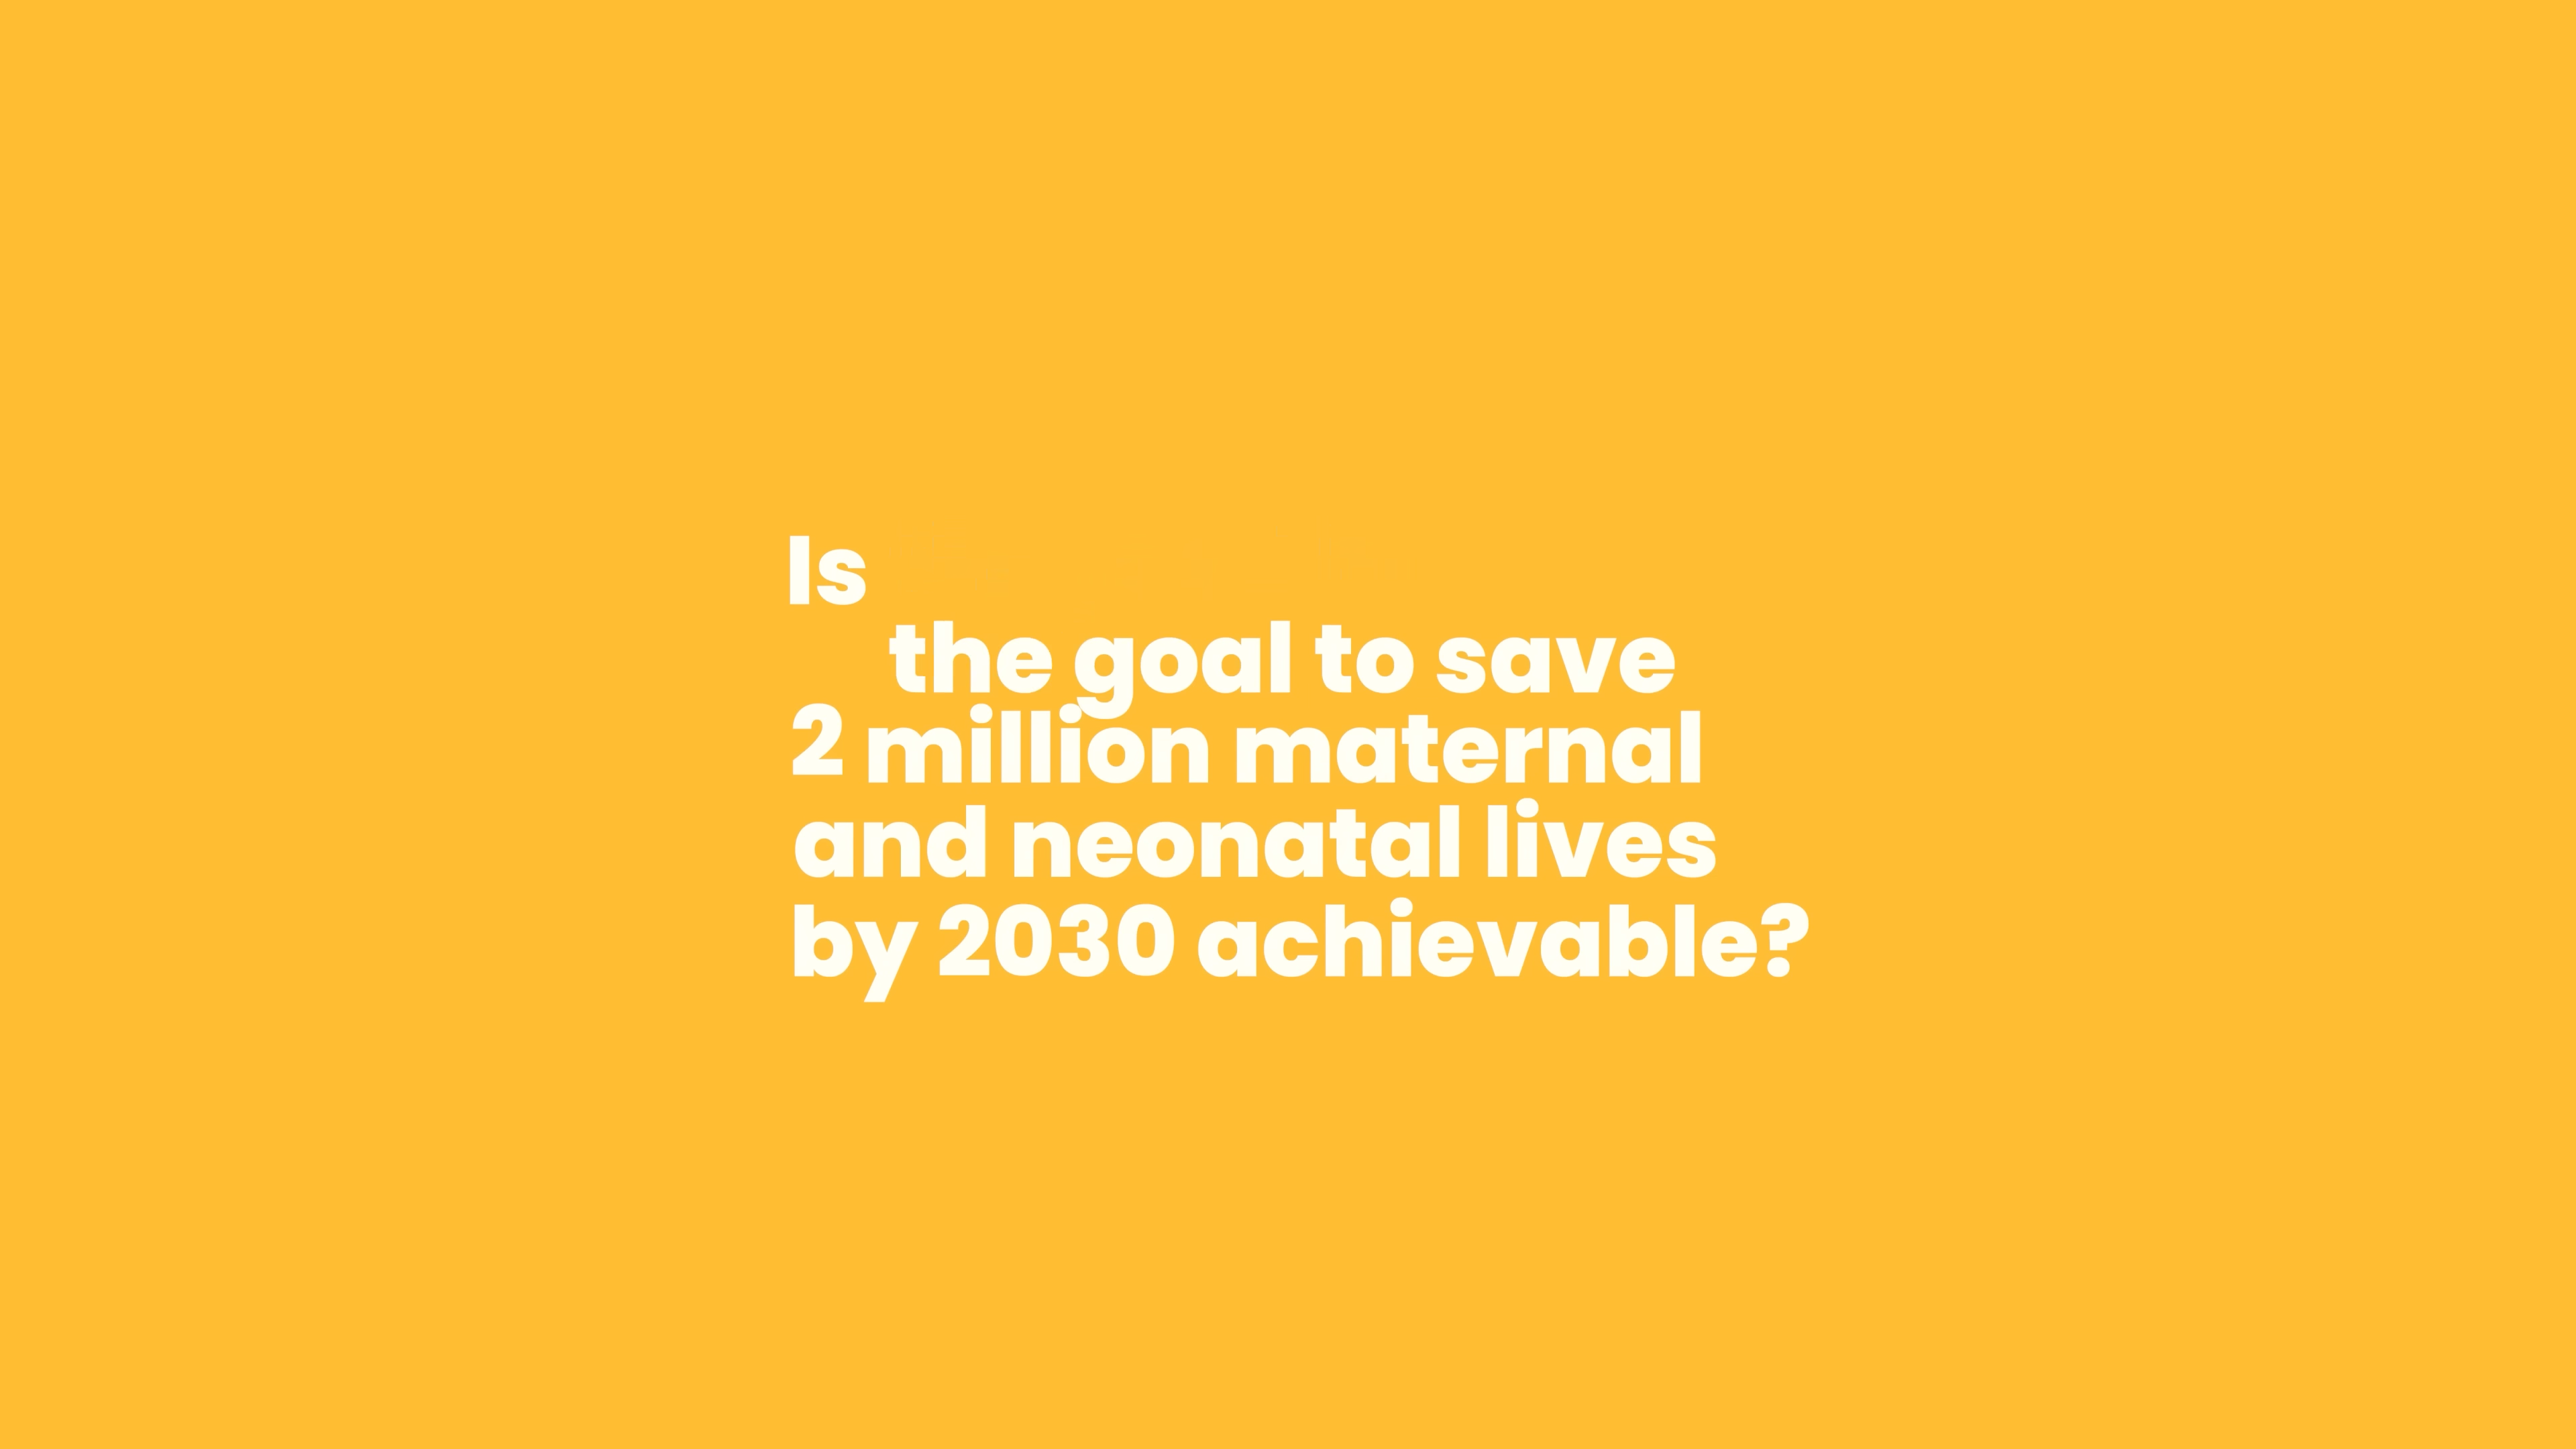 Is
the goal to save
2 million maternal
and neonatal lives
by 2030 achievable?